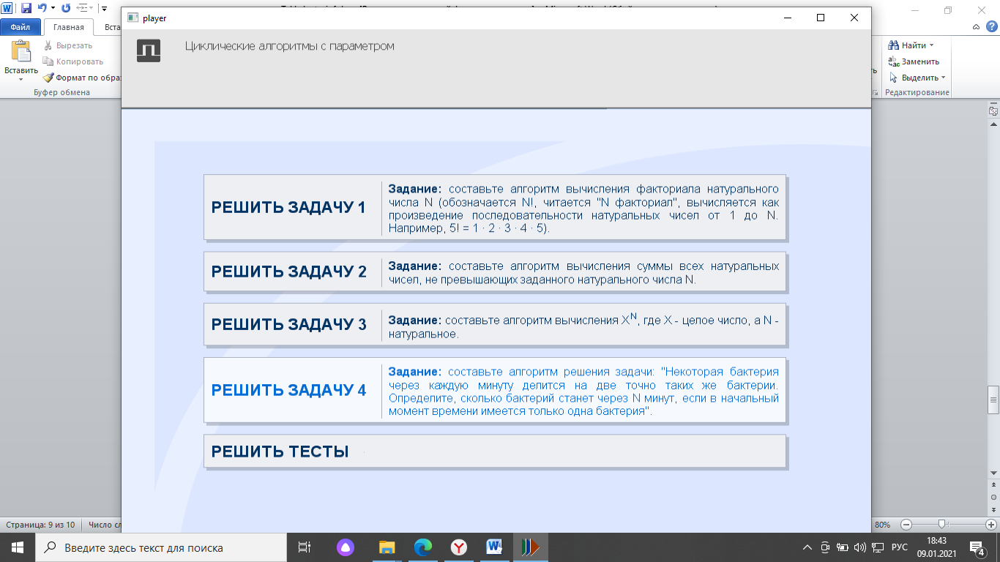 player
Файл
Главная
Вста
Вставить
Вырезать
Копировать
Формат по обра
Буфер обмена
Найти
Заменить
Выделить
Редактирование
Циклические алгоритмы с параметром
РЕШИТЬ ЗАДАЧУ 1
Задание: составьте алгоритм вычисления факториала натурального
числа N (обозначается N!, читается "N факториал", вычисляется как
произведение последовательности натуральных чисел от 1 до N.
Например, 5! = 1 · 2 · 3 · 4 · 5).
РЕШИТЬ ЗАДАЧУ 2
Задание: составьте алгоритм вычисления суммы всех натуральных
чисел, не превышающих заданного натурального числа N.
РЕШИТЬ ЗАДАЧУ 3
Задание: составьте алгоритм вычисления X^N, где X - целое число, а N -
натуральное.
РЕШИТЬ ЗАДАЧУ 4
Задание: составьте алгоритм решения задачи: "Некоторая бактерия
через каждую минуту делится на две точно таких же бактерии.
Определите, сколько бактерий станет через N минут, если в начальный
момент времени имеется только одна бактерия".
РЕШИТЬ ТЕСТЫ
Страница: 9 из 10
Число сл
80%
Введите здесь текст для поиска
РУС
18:43
09.01.2021
4